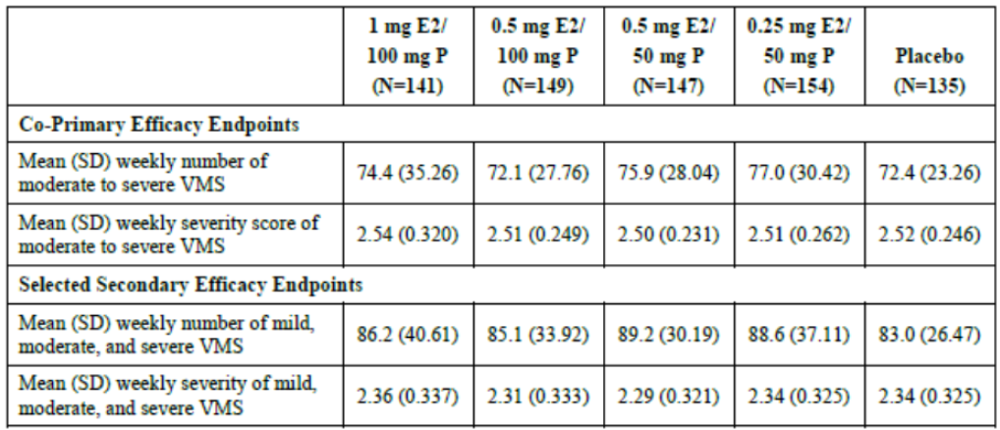 1 mg E2/ 0.5 mg E2/ 0.5 mg E2/ 0.25 mg E2/
100 mg P 100 mg P 50 mg P 50 mg P Placebo
(N=141) (N=149) (N=147) (N=154) (N=135)
Co-Primary Efficacy Endpoints
Mean (SD) weekly number of
moderate to severe VMS 74.4 (35.26) 72.1 (27.76) 75.9 (28.04) 77.0 (30.42) 72.4 (23.26)
Mean (SD) weekly severity score of
moderate to severe VMS 2.54 (0.320) 2.51 (0.249) 2.50 (0.231) 2.51 (0.262) 2.52 (0.246)
Selected Secondary Efficacy Endpoints
Mean (SD) weekly number of mild,
moderate, and severe VMS 86.2 (40.61) 85.1 (33.92) 89.2 (30.19) 88.6 (37.11) 83.0 (26.47)
Mean (SD) weekly severity of mild,
moderate, and severe VMS 2.36 (0.337) 2.31 (0.333) 2.29 (0.321) 2.34 (0.325) 2.34 (0.325)